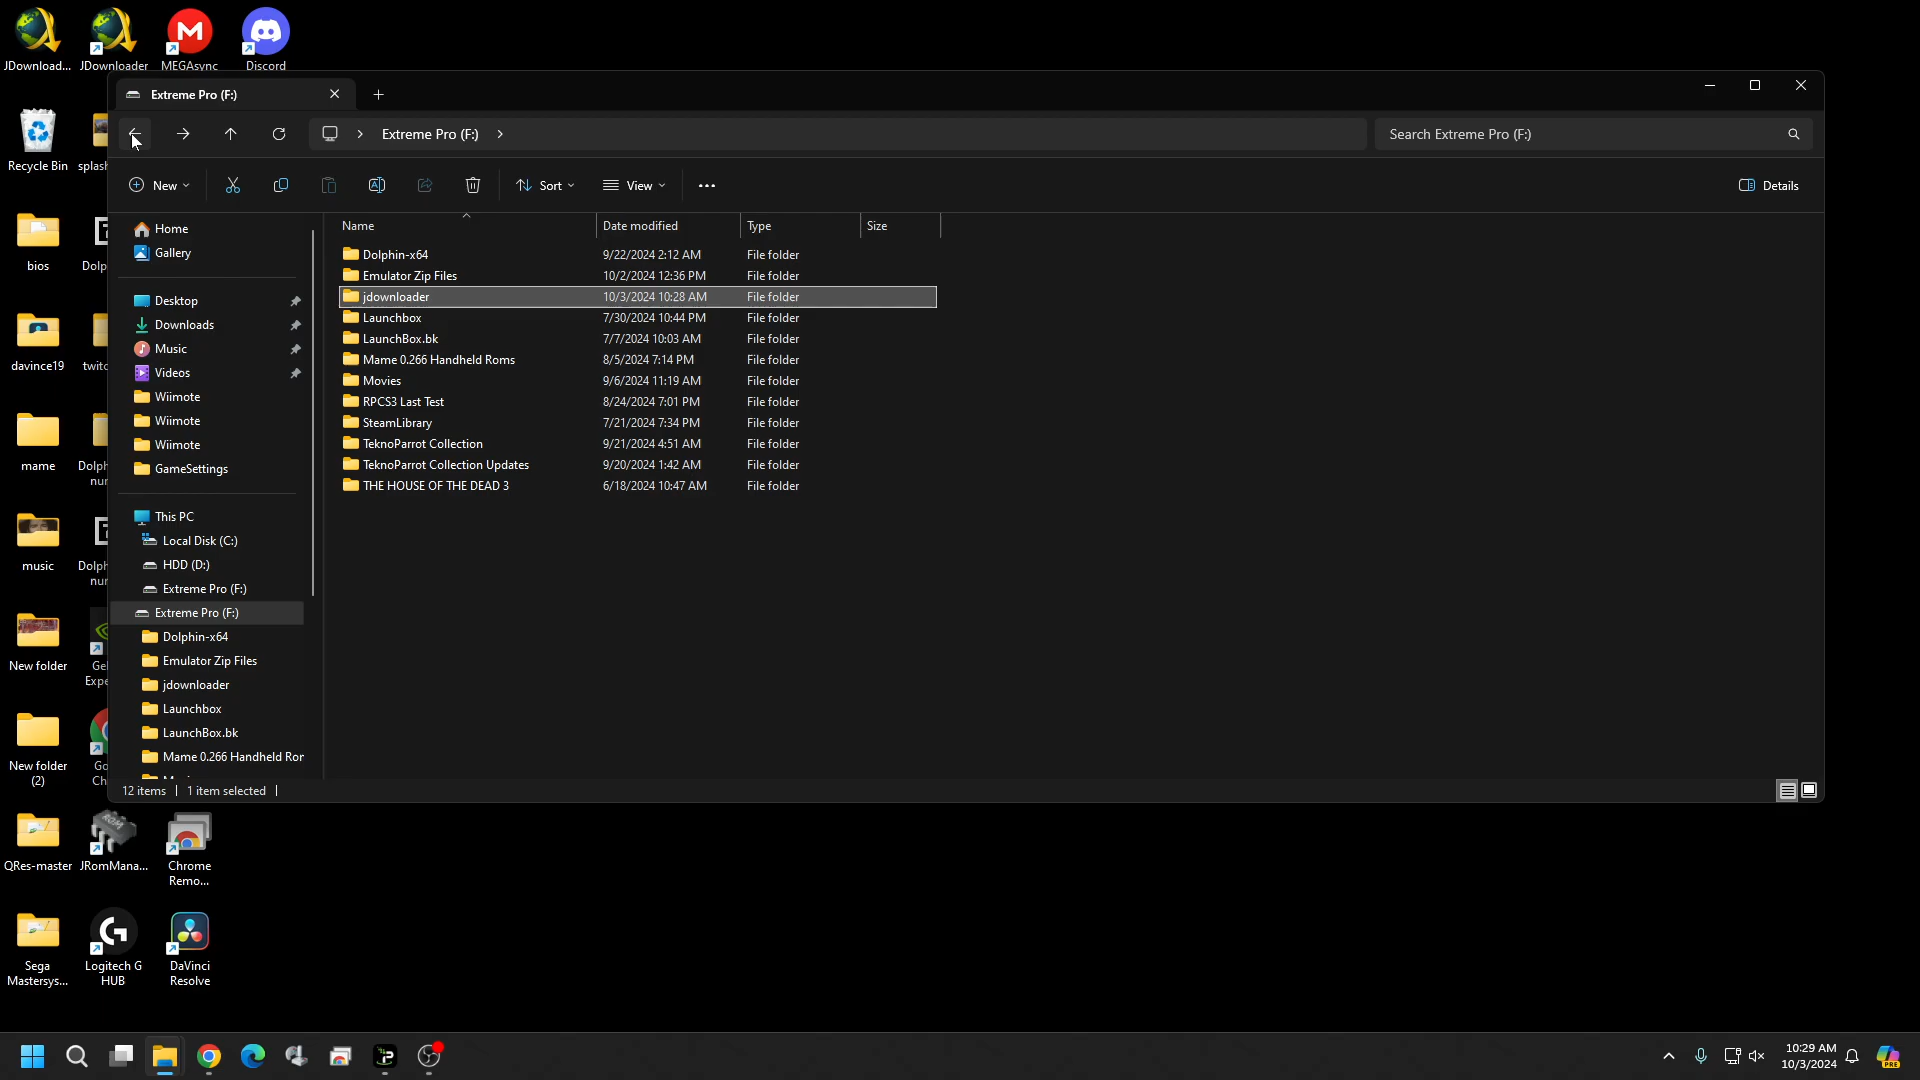 JDownload...
JDownloader
MEGAsync
Discord
Extreme Pro (F:)
Extreme Pro (F:)
Search Extreme Pro (F:)
Recycle Bin
splash
New
Sort
View
Details
Home
Gallery
Name
Date modified
Type
Size
Dolphin-x64 9/22/2024 2:12 AM File folder
Emulator Zip Files 10/2/2024 12:36 PM File folder
jdownloader 10/3/2024 10:28 AM File folder
Launchbox 7/30/2024 10:44 PM File folder
LaunchBox.bk 7/7/2024 10:03 AM File folder
Mame 0.266 Handheld Roms 8/5/2024 7:14 PM File folder
Movies 9/6/2024 11:19 AM File folder
RPCS3 Last Test 8/24/2024 7:01 PM File folder
SteamLibrary 7/21/2024 7:34 PM File folder
TeknoParrot Collection 9/21/2024 4:51 AM File folder
TeknoParrot Collection Updates 9/20/2024 1:42 AM File folder
THE HOUSE OF THE DEAD 3 6/18/2024 10:47 AM File folder
Desktop
Downloads
Music
Videos
Wiimote
Wiimote
Wiimote
GameSettings
This PC
Local Disk (C:)
HDD (D:)
Extreme Pro (F:)
Extreme Pro (F:)
Dolphin-x64
Emulator Zip Files
jdownloader
Launchbox
LaunchBox.bk
Mame 0.266 Handheld Ror
12 items
1 item selected
bios
Dolp
davince19
twitc
mame
Dolph
nur
music
Dolph
nur
New folder
Gel
Expe
New folder
(2)
Go
Ch
QRes-master
JRomMana...
ROM
Chrome
Remo...
Sega
Mastersys...
Logitech G
HUB
DaVinci
Resolve
10:29 AM
10/3/2024
PRE